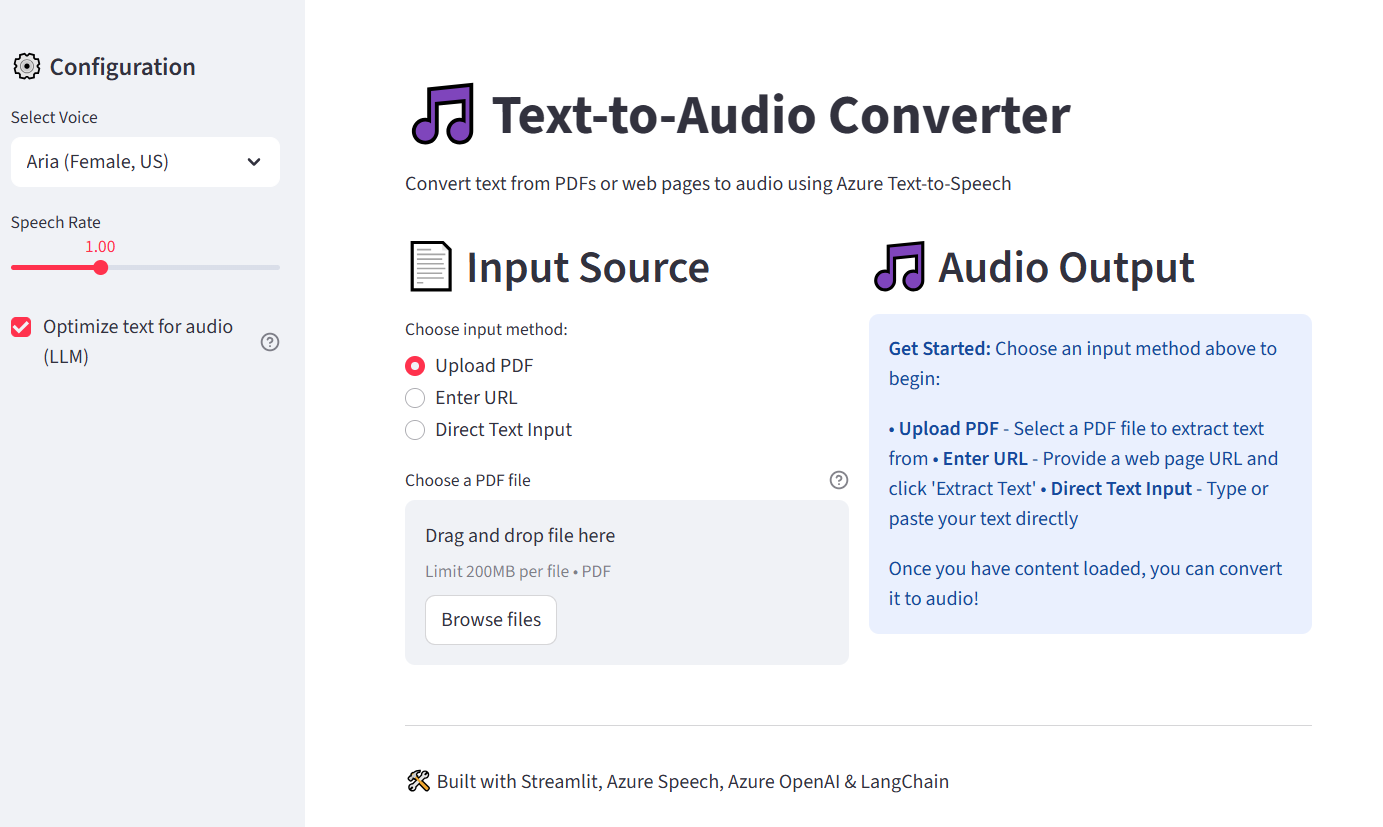 Configuration
Select Voice
Aria (Female, US)
Speech Rate
1.00
Optimize text for audio
(LLM)
?
Text-to-Audio Converter
Convert text from PDFs or web pages to audio using Azure Text-to-Speech
Input Source
Choose input method:
Upload PDF
Enter URL
Direct Text Input
Choose a PDF file
?
Drag and drop file here
Limit 200MB per file • PDF
Browse files
Audio Output
Get Started: Choose an input method above to
begin:
• Upload PDF - Select a PDF file to extract text
from • Enter URL - Provide a web page URL and
click 'Extract Text' • Direct Text Input - Type or
paste your text directly
Once you have content loaded, you can convert
it to audio!
Built with Streamlit, Azure Speech, Azure OpenAI & LangChain